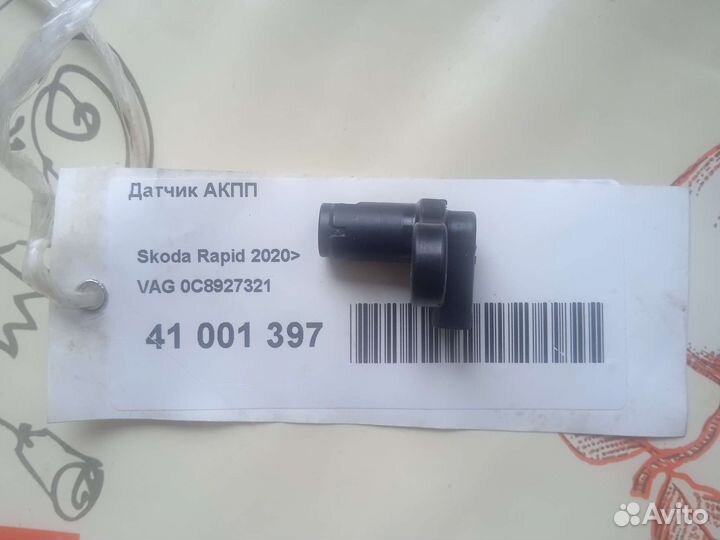 Датчик АКПП
Skoda Rapid 2020>
VAG 0C8927321
41 001 397
Avito